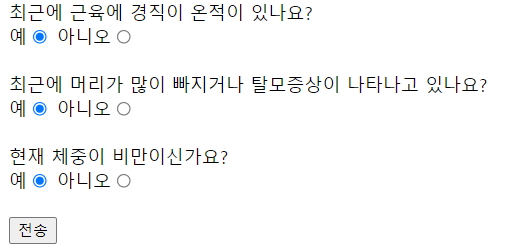 최근에 근육에 경직이 온적이 있나요?
예 아니오
최근에 머리가 많이 빠지거나 탈모증상이 나타나고 있나요?
예 아니오
현재 체중이 비만이신가요?
예 아니오
전송